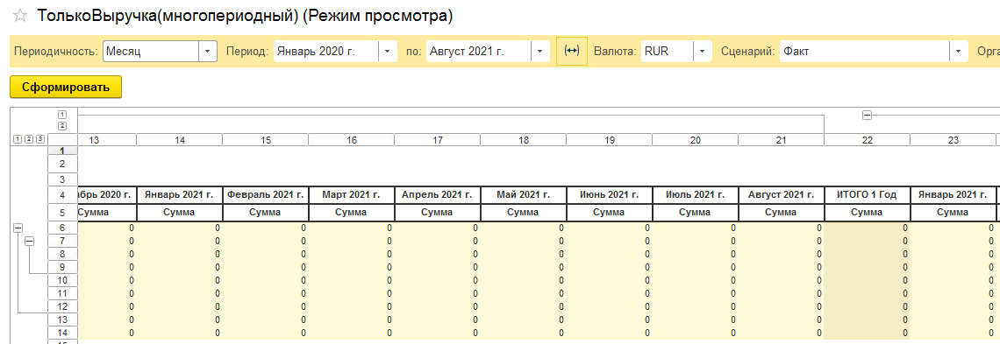 ТолькоВыручка(многопериодный) (Режим просмотра)
Периодичность: Месяц Период: Январь 2020 г. по: Август 2021 г. Валюта: RUR Сценарий: Факт Орга
Сформировать
1
2
1 2 3 13 14 15 16 17 18 19 20 21 22 23
1
2
3
4 абрь 2020 г. Январь 2021 г. Февраль 2021 г. Март 2021 г. Апрель 2021 г. Май 2021 г. Июнь 2021 г. Июль 2021 г. Август 2021 г. ИТОГО 1 Год Январь 2021 г.
5 Сумма Сумма Сумма Сумма Сумма Сумма Сумма Сумма Сумма Сумма Сумма
6 0 0 0 0 0 0 0 0 0 0 0
7 0 0 0 0 0 0 0 0 0 0 0
8 0 0 0 0 0 0 0 0 0 0 0
9 0 0 0 0 0 0 0 0 0 0 0
10 0 0 0 0 0 0 0 0 0 0 0
11 0 0 0 0 0 0 0 0 0 0 0
12 0 0 0 0 0 0 0 0 0 0 0
13 0 0 0 0 0 0 0 0 0 0 0
14 0 0 0 0 0 0 0 0 0 0 0